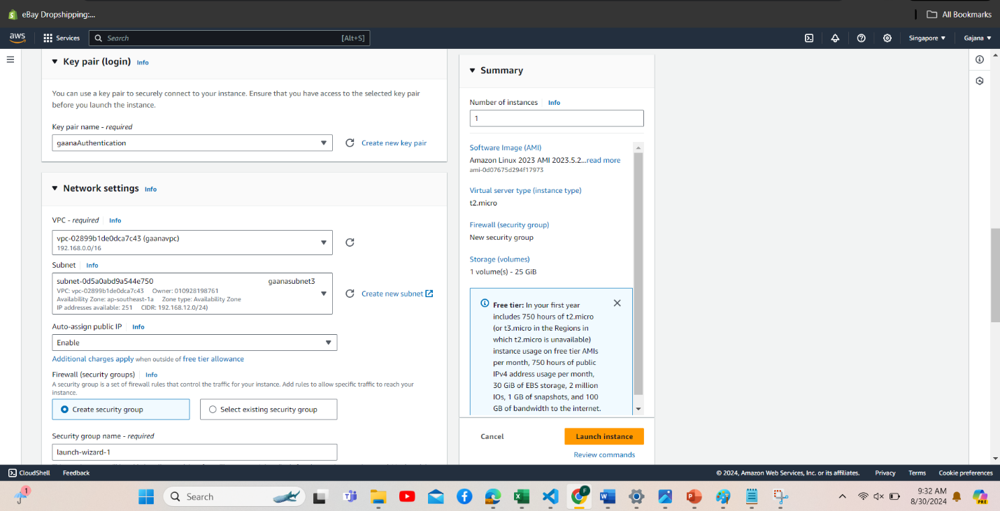 eBay Dropshipping:...
All Bookmarks
aws
Services
Search
[Alt+S]
Singapore
Gajana
Key pair (login) Info
You can use a key pair to securely connect to your instance. Ensure that you have access to the selected key pair
before you launch the instance.
Key pair name - required
gaanaAuthentication
Create new key pair
Network settings Info
VPC - required Info
vpc-02899b1de0dca7c43 (gaanavpc)
192.168.0.0/16
Subnet Info
subnet-0d5a0abd9a544e750 gaanasubnet3
VPC: vpc-02899b1de0dca7c43 Owner: 010928198761
Availability Zone: ap-southeast-1a Zone type: Availability Zone
IP addresses available: 251 CIDR: 192.168.12.0/24)
Create new subnet
Auto-assign public IP Info
Enable
Additional charges apply when outside of free tier allowance
Firewall (security groups) Info
A security group is a set of firewall rules that control the traffic for your instance. Add rules to allow specific traffic to reach your
instance.
Create security group
Select existing security group
Security group name - required
launch-wizard-1
Summary
Number of instances Info
1
Software Image (AMI)
Amazon Linux 2023 AMI 2023.5.2...read more
ami-0d07675d294f17973
Virtual server type (instance type)
t2.micro
Firewall (security group)
New security group
Storage (volumes)
1 volume(s) - 25 GiB
Free tier: In your first year
includes 750 hours of t2.micro
(or t3.micro in the Regions in
which t2.micro is unavailable)
instance usage on free tier AMIs
per month, 750 hours of public
IPv4 address usage per month,
30 GiB of EBS storage, 2 million
IOs, 1 GB of snapshots, and 100
GB of bandwidth to the internet.
Cancel
Launch instance
Review commands
CloudShell
Feedback
© 2024, Amazon Web Services, Inc. or its affiliates.
Privacy
Terms
Cookie preferences
1
Search
F
9:32 AM
8/30/2024
PRE